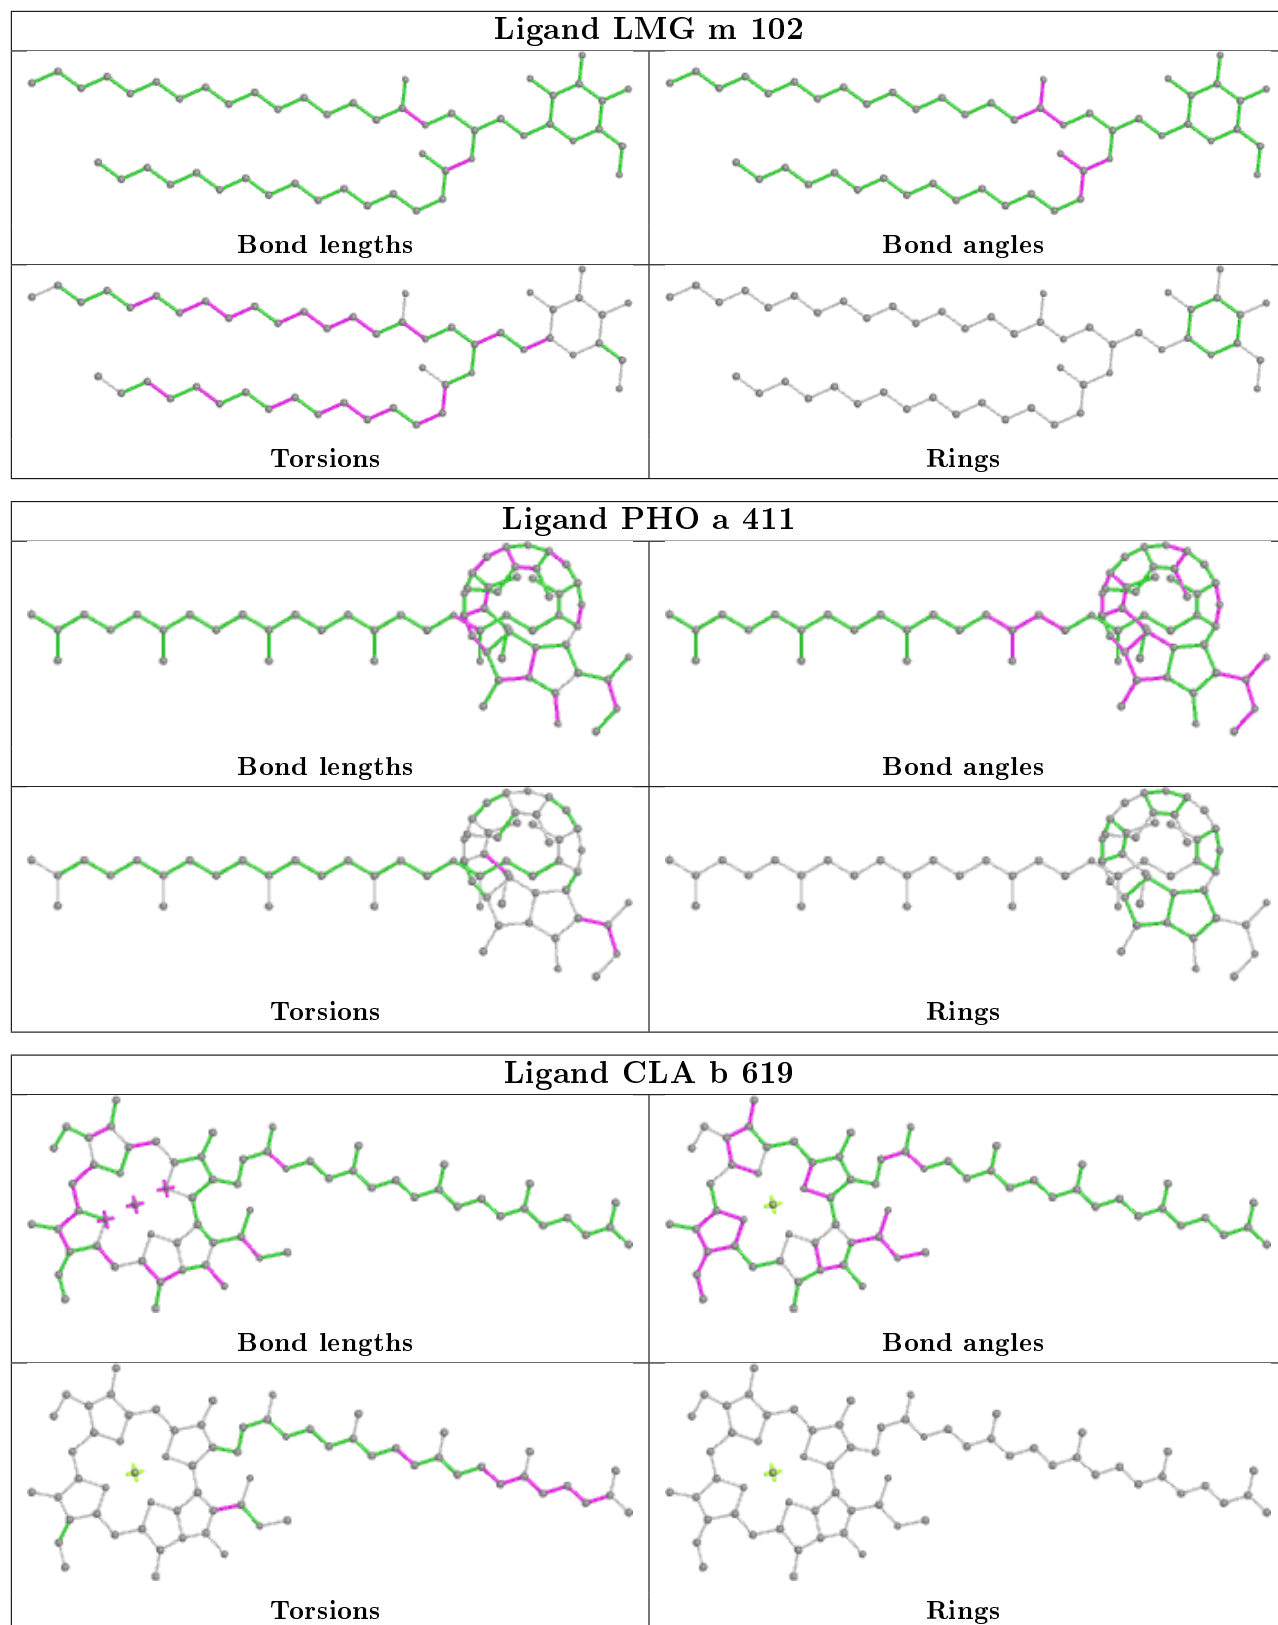 Ligand LMG m 102
Bond lengths
Bond angles
Torsions
Rings
Ligand PHO a 411
Bond lengths
Bond angles
Torsions
Rings
Ligand CLA b 619
Bond lengths
Bond angles
Torsions
Rings